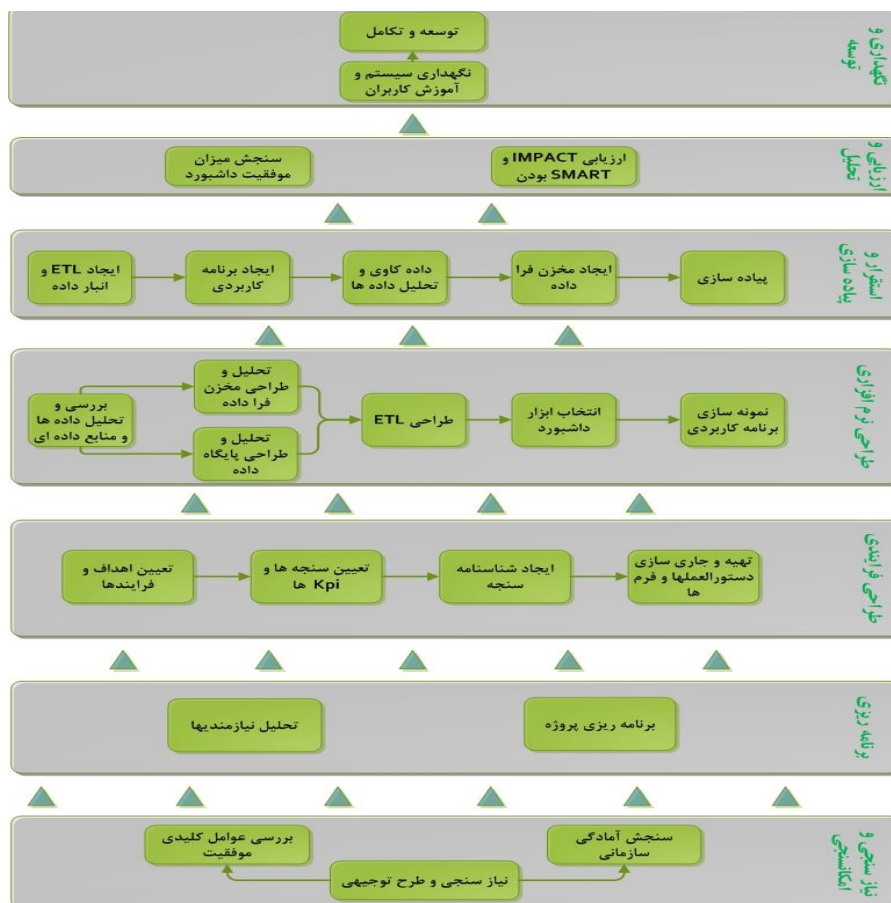 نگهداری و
توسعه
توسعه و تکامل
نگهداری سیستم و
آموزش کاربران
ارزیابی و
تحلیل
ارزیابی IMPACT و
SMART بودن
سنجش میزان
موفقیت داشبورد
استقرار و
پیاده سازی
ایجاد ETL و
انبار داده
ایجاد برنامه
کاربردی
داده کاوی و
تحلیل داده ها
ایجاد مخزن فرا
داده
پیاده سازی
طراحی نرم افزاری
بررسی و
تحلیل داده ها
و منابع داده ای
تحلیل و
طراحی مخزن
فرا داده
تحلیل و
طراحی پایگاه
داده
طراحی ETL
انتخاب ابزار
داشبورد
نمونه سازی
برنامه کاربردی
طراحی فرایندی
تعیین اهداف و
فرایندها
تعیین سنجه ها و
Kpi ها
ایجاد شناسنامه
سنجه
تهیه و جاری سازی
دستورالعملها و فرم
ها
برنامه ریزی
برنامه ریزی پروژه
تحلیل نیازمندیها
نیاز سنجی و
امکانسنجی
سنجش آمادگی
سازمانی
بررسی عوامل کلیدی
موفقیت
نیاز سنجی و طرح توجیهی